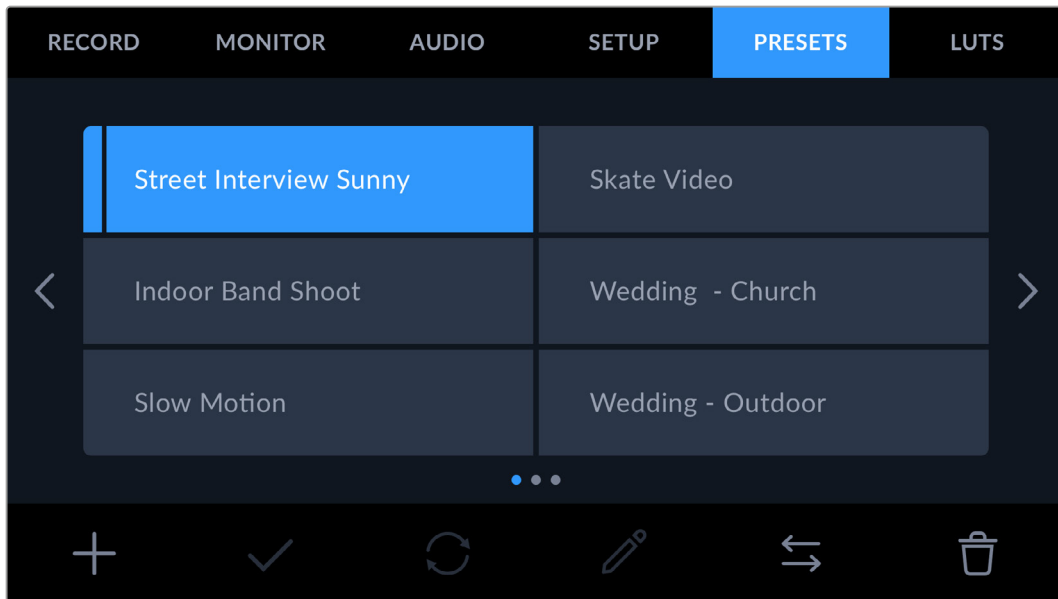 RECORD MONITOR AUDIO SETUP PRESETS LUTS
Street Interview Sunny Skate Video
Indoor Band Shoot Wedding - Church
Slow Motion Wedding - Outdoor